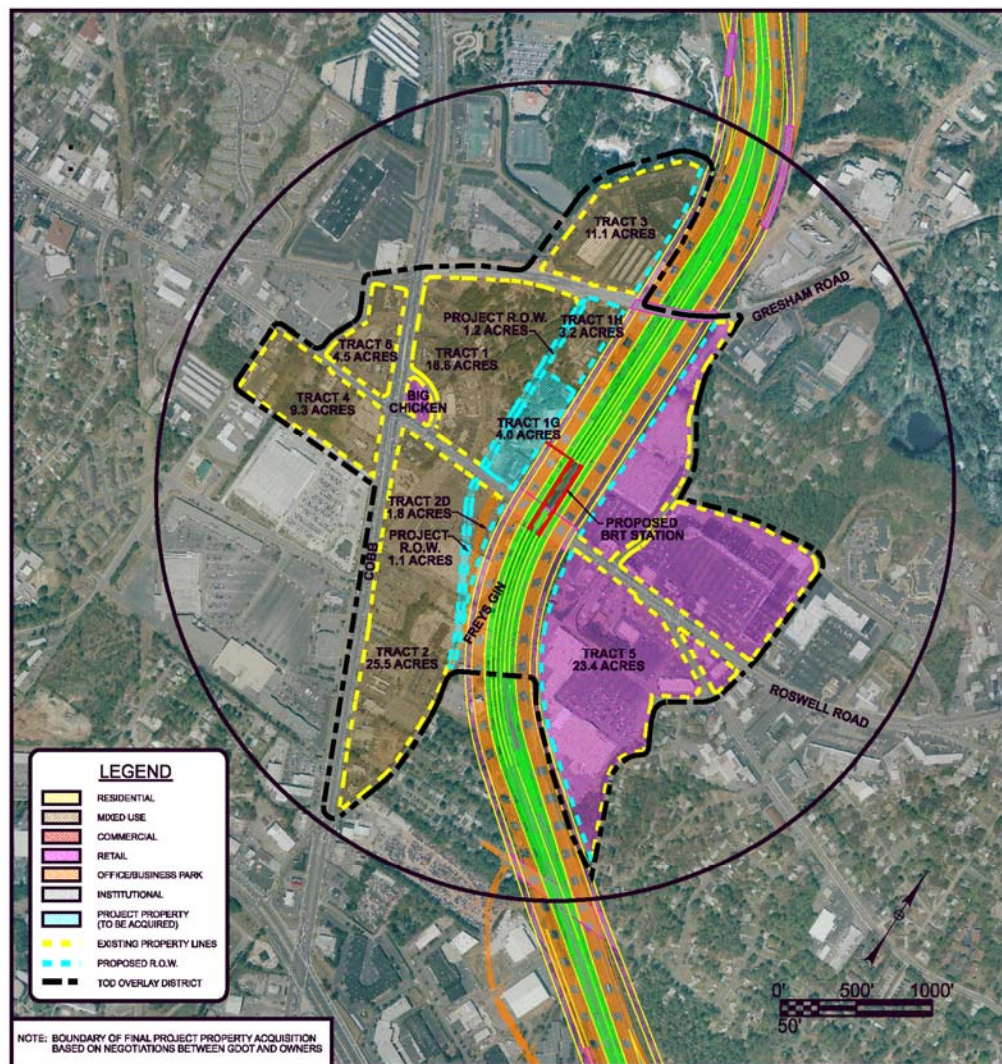 TRACT 3
11.1 ACRES
GRESHAM ROAD
PROJECT R.O.W.
1.2 ACRES
TRACT 1H
3.2 ACRES
TRACT 6
4.5 ACRES
TRACT 1
18.6 ACRES
TRACT 4
9.3 ACRES
BIG
CHICKEN
TRACT 1G
4.0 ACRES
TRACT 2D
1.8 ACRES
PROJECT
R.O.W.
1.1 ACRES
PROPOSED
BRT STATION
COBB
FREYS GIN
TRACT 2
25.5 ACRES
TRACT 5
23.4 ACRES
ROSWELL ROAD
LEGEND
RESIDENTIAL
MIXED USE
COMMERCIAL
RETAIL
OFFICE/BUSINESS PARK
INSTITUTIONAL
PROJECT PROPERTY
(TO BE ACQUIRED)
EXISTING PROPERTY LINES
PROPOSED R.O.W.
TOD OVERLAY DISTRICT
0' 500' 1000'
50'
NOTE: BOUNDARY OF FINAL PROJECT PROPERTY ACQUISITION
BASED ON NEGOTIATIONS BETWEEN GDOT AND OWNERS